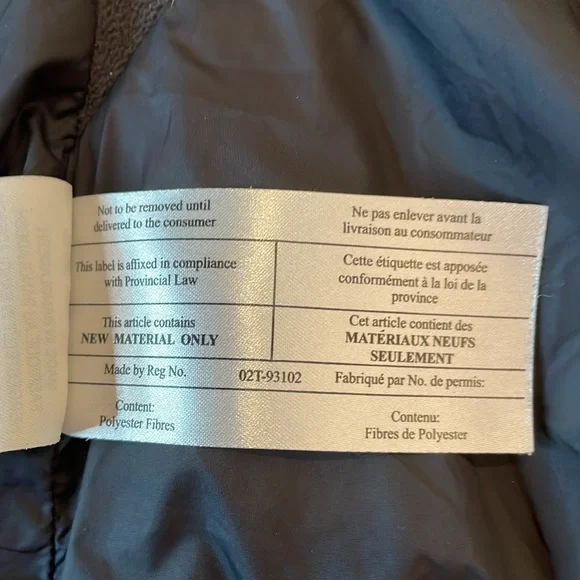 Not to be removed until
delivered to the consumer
Ne pas enlever avant la
livraison au consommateur
This label is affixed in compliance
with Provincial Law
Cette étiquette est apposée
conformément à la loi de la
province
This article contains
NEW MATERIAL ONLY
Cet article contient des
MATÉRIAUX NEUFS
SEULEMENT
Made by Reg No. 02T-93102 Fabriqué par No. de permis:
Content:
Polyester Fibres
Contenu:
Fibres de Polyester